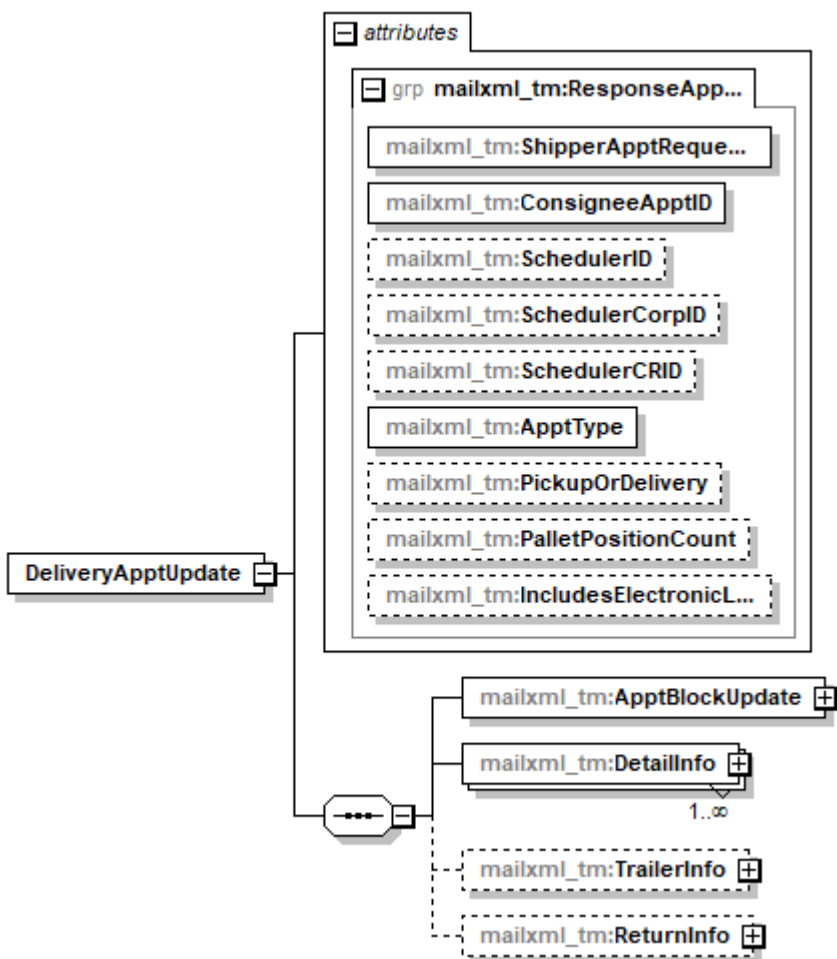 attributes
grp mailxml_tm:ResponseApp...
mailxml_tm:ShipperApptReque...
mailxml_tm:ConsigneeApptID
mailxml_tm:SchedulerID
mailxml_tm:SchedulerCorpID
mailxml_tm:SchedulerCRID
mailxml_tm:ApptType
mailxml_tm:PickupOrDelivery
mailxml_tm:PalletPositionCount
mailxml_tm:IncludesElectronicL...
DeliveryApptUpdate
mailxml_tm:ApptBlockUpdate
mailxml_tm:DetailInfo
1..∞
mailxml_tm:TrailerInfo
mailxml_tm:ReturnInfo